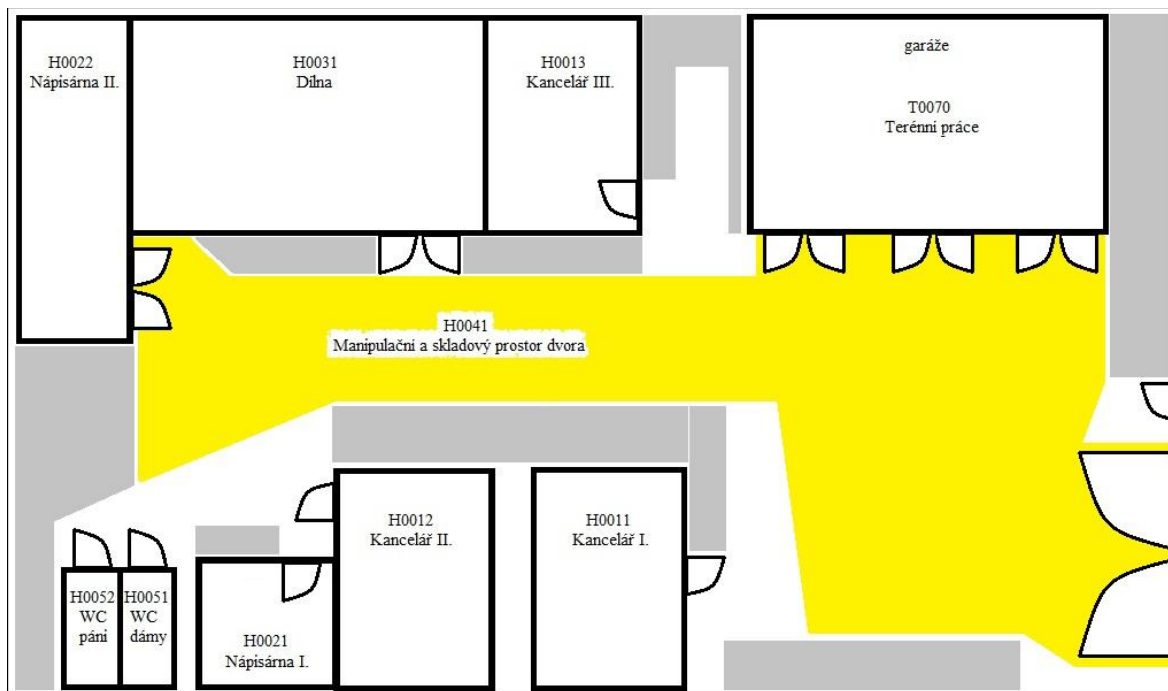 H0022
Nápisárna II.
H0031
Dílna
H0013
Kancelář III.
garáže
T0070
Terénní práce
H0041
Manipulační a skladový prostor dvora
H0012
Kancelář II.
H0011
Kancelář I.
H0052
WC
páni
H0051
WC
dámy
H0021
Nápisárna I.